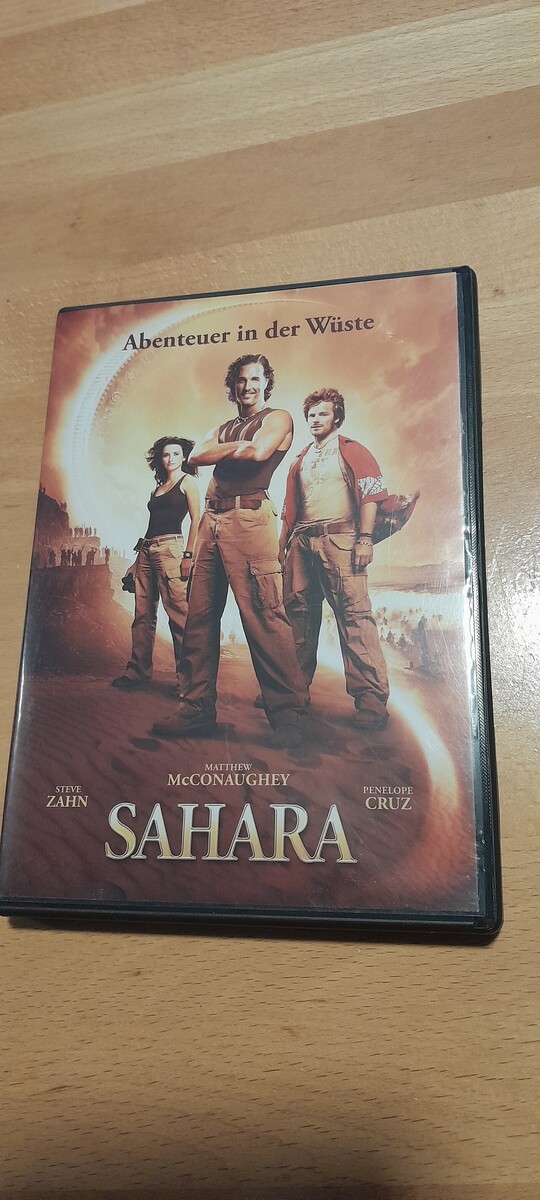 Abenteuer in der Wüste
STEVE
ZAHN
MATTHEW
McCONAUGHEY
PENELOPE
CRUZ
SAHARA